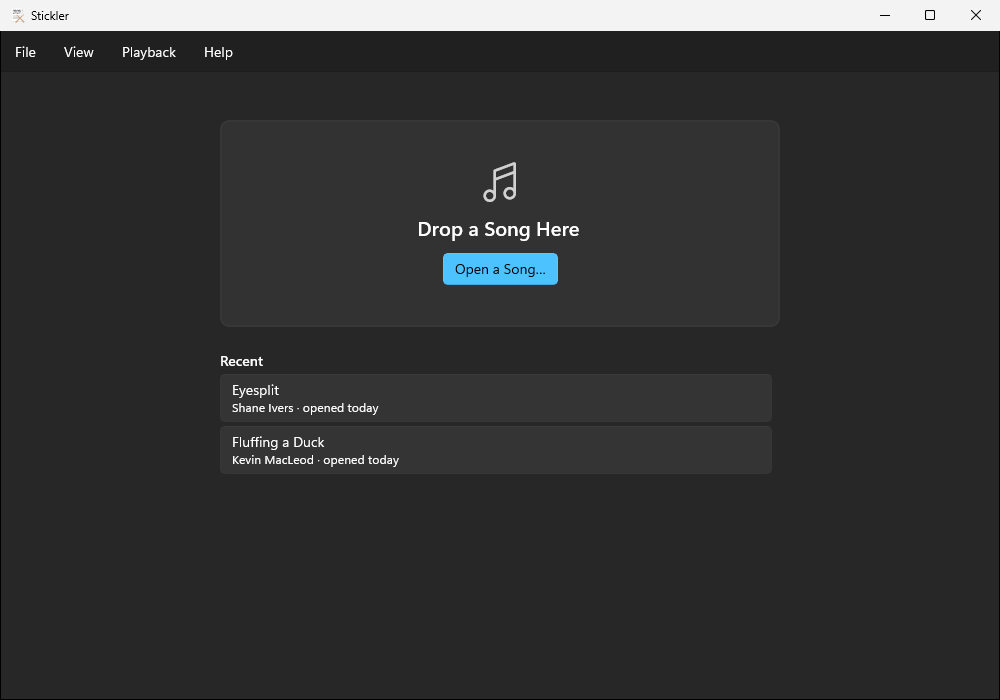 Stickler
File View Playback Help
Drop a Song Here
Open a Song...
Recent
Eyesplit
Shane Ivers · opened today
Fluffing a Duck
Kevin MacLeod · opened today